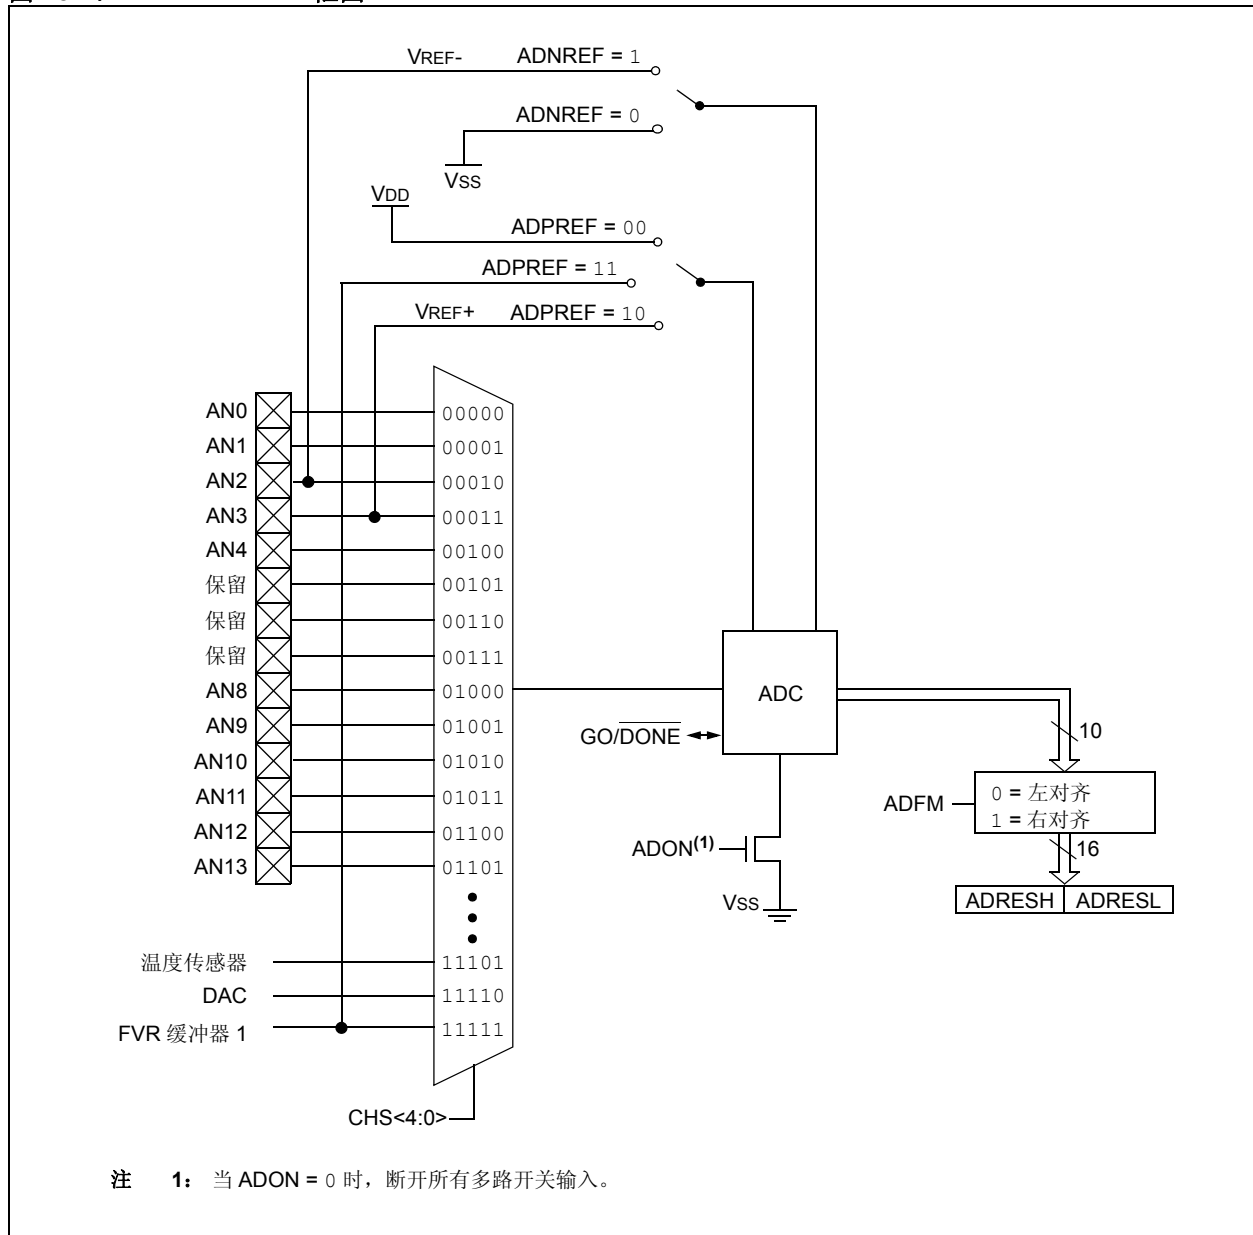 VREF- ADNREF = 1
ADNREF = 0
VSS
VDD
ADPREF = 00
ADPREF = 11
VREF+ ADPREF = 10
AN0 00000
AN1 00001
AN2 00010
AN3 00011
AN4 00100
保留 00101
保留 00110
保留 00111
AN8 01000
AN9 01001
AN10 01010
AN11 01011
AN12 01100
AN13 01101
温度传感器 11101
DAC 11110
FVR 缓冲器 1 11111
CHS<4:0>
ADC
GO/DONE
ADON(1)
VSS
10
ADFM
0 = 左对齐
1 = 右对齐
16
ADRESH ADRESL
注 1: 当 ADON = 0 时，断开所有多路开关输入。